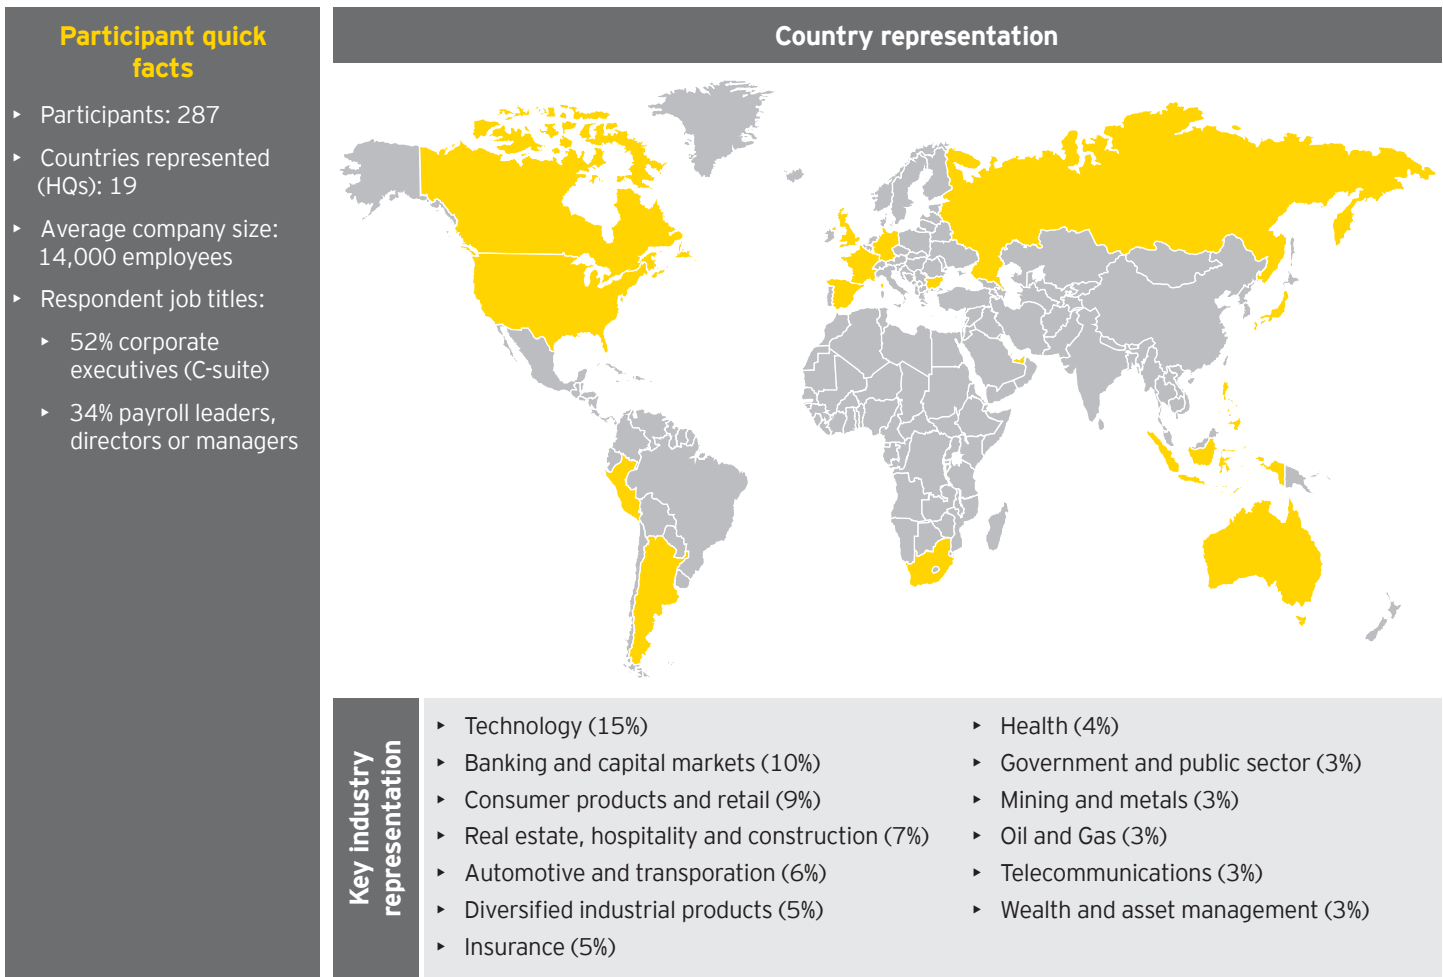 Participant quick
facts
▸ Participants: 287
▸ Countries represented
(HQs): 19
▸ Average company size:
14,000 employees
▸ Respondent job titles:
▸ 52% corporate
executives (C-suite)
▸ 34% payroll leaders,
directors or managers
Country representation
Key industry
representation
▸ Technology (15%)
▸ Banking and capital markets (10%)
▸ Consumer products and retail (9%)
▸ Real estate, hospitality and construction (7%)
▸ Automotive and transporation (6%)
▸ Diversified industrial products (5%)
▸ Insurance (5%)
▸ Health (4%)
▸ Government and public sector (3%)
▸ Mining and metals (3%)
▸ Oil and Gas (3%)
▸ Telecommunications (3%)
▸ Wealth and asset management (3%)